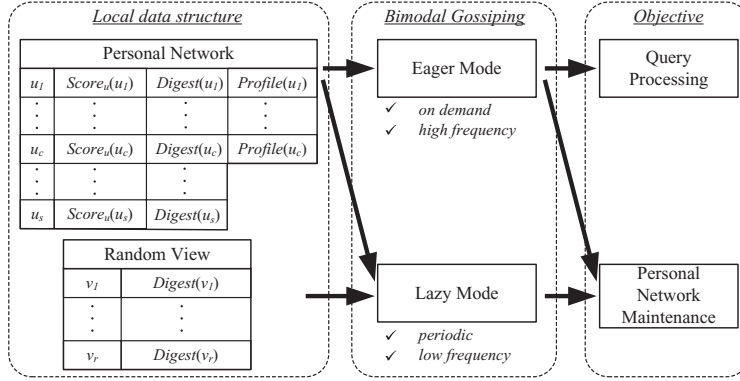 Local data structure
Personal Network
u1 Scoreu(u1) Digest(u1) Profile(u1)
⋮ ⋮ ⋮ ⋮
uc Scoreu(uc) Digest(uc) Profile(uc)
⋮ ⋮ ⋮
us Scoreu(us) Digest(us)
Random View
v1 Digest(v1)
⋮ ⋮
vr Digest(vr)
Bimodal Gossiping
Eager Mode
✓ on demand
✓ high frequency
Lazy Mode
✓ periodic
✓ low frequency
Objective
Query
Processing
Personal
Network
Maintenance